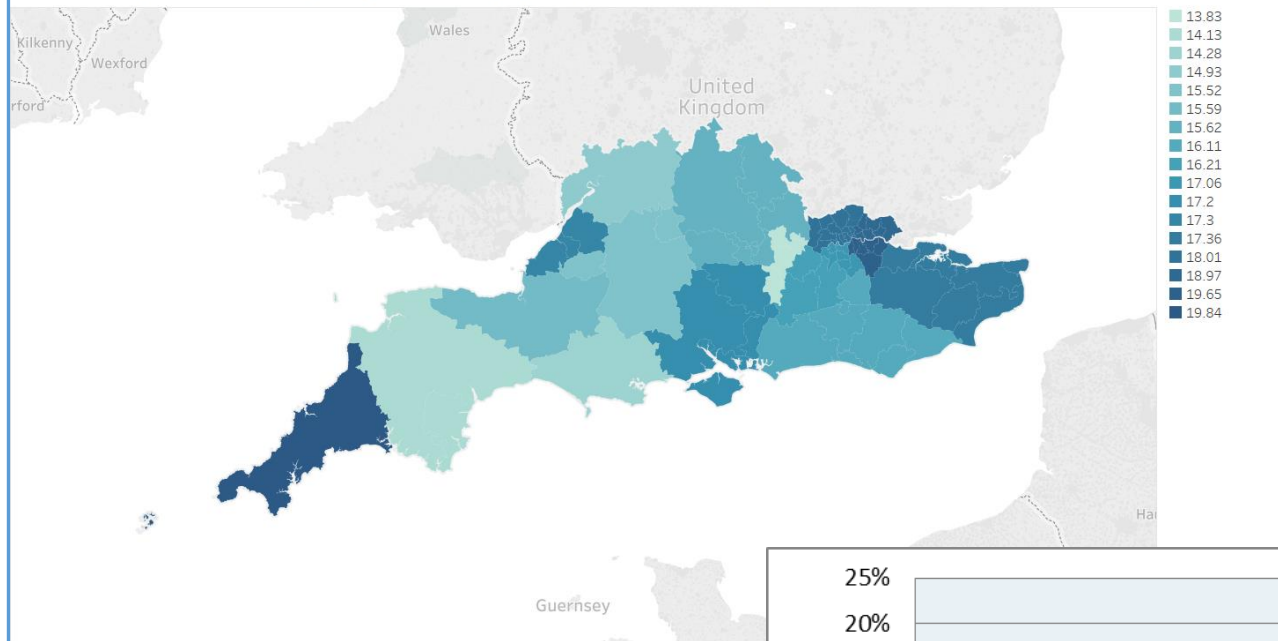 Kilkenny
Wexford
rford
Wales
United
Kingdom
Guernsey
Ha
13.83
14.13
14.28
14.93
15.52
15.59
15.62
16.11
16.21
17.06
17.2
17.3
17.36
18.01
18.97
19.65
19.84
25%
20%